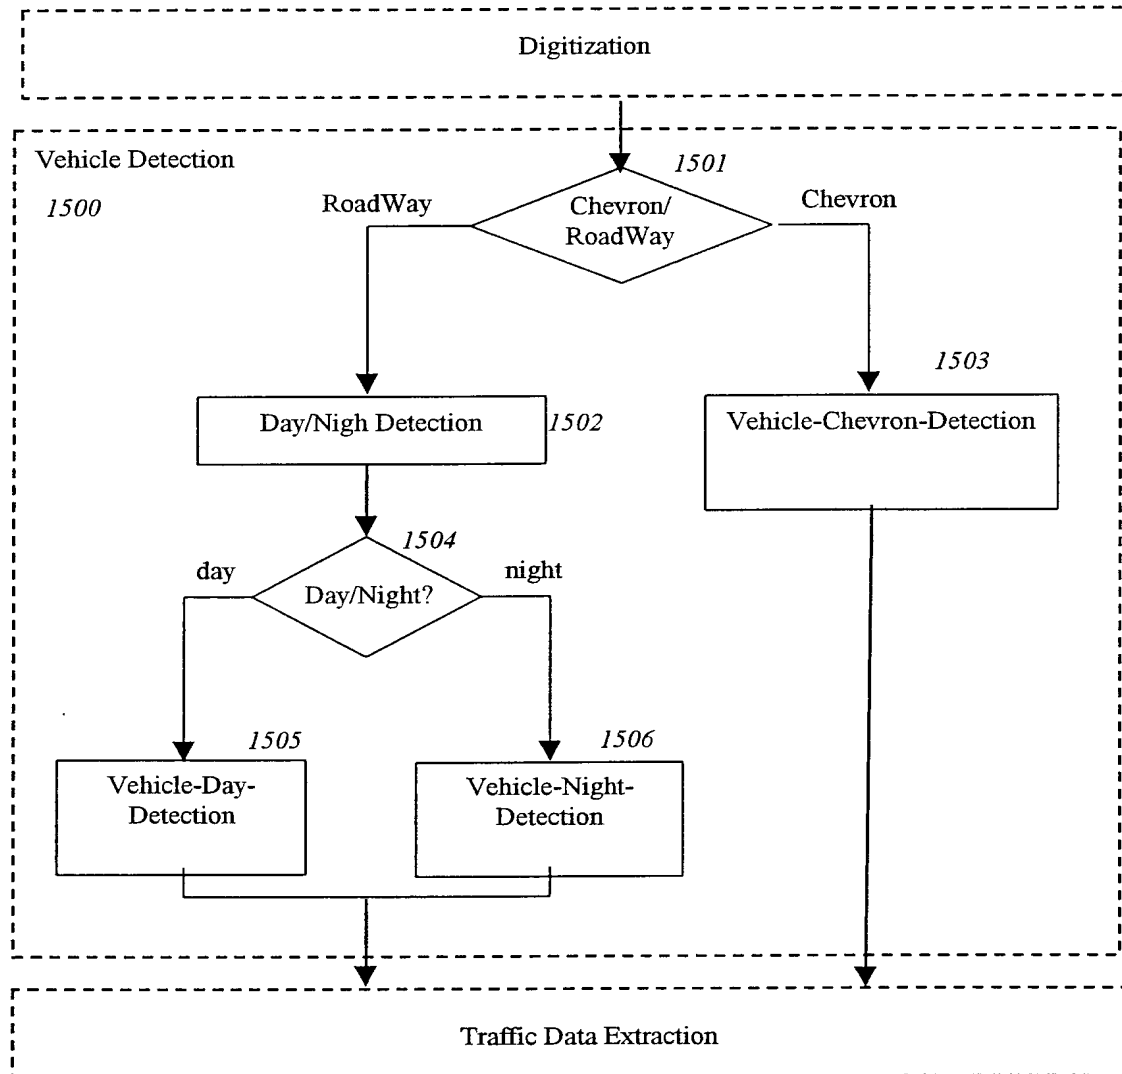 Digitization
Vehicle Detection
1500
1501
RoadWay
Chevron/
RoadWay
Chevron
1503
Day/Nigh Detection
1502
Vehicle-Chevron-Detection
1504
day
night
Day/Night?
1505
1506
Vehicle-Day-
Detection
Vehicle-Night-
Detection
Traffic Data Extraction